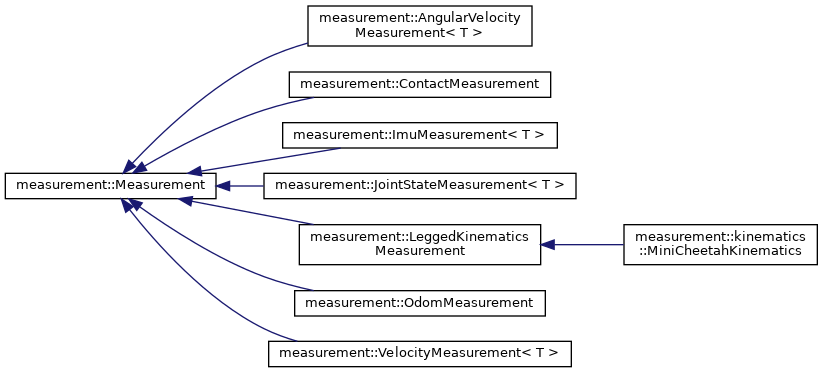 measurement::AngularVelocity
Measurement< T >
measurement::ContactMeasurement
measurement::ImuMeasurement< T >
measurement::Measurement
measurement::JointStateMeasurement< T >
measurement::LeggedKinematics
Measurement
measurement::kinematics
::MiniCheetahKinematics
measurement::OdomMeasurement
measurement::VelocityMeasurement< T >